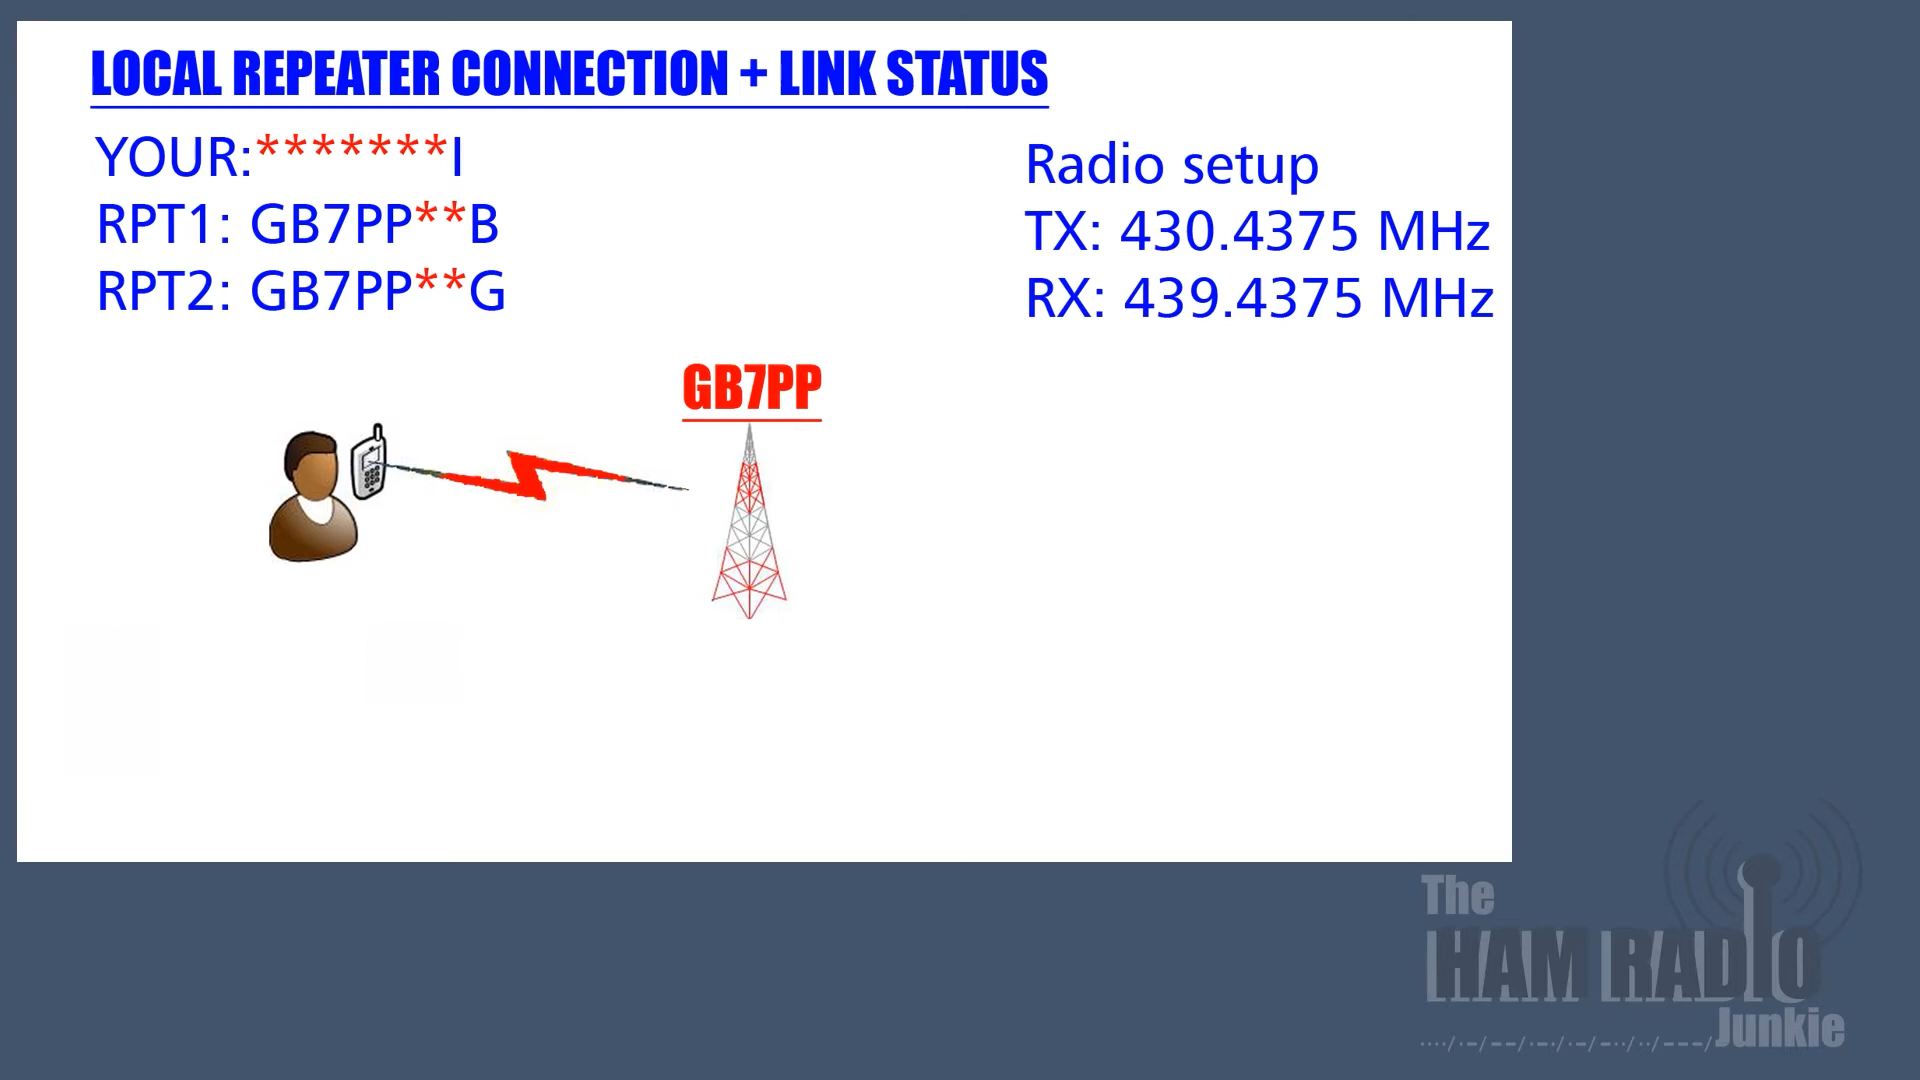 LOCAL REPEATER CONNECTION + LINK STATUS
YOUR:*******I
RPT1: GB7PP**B
RPT2: GB7PP**G
Radio setup
TX: 430.4375 MHz
RX: 439.4375 MHz
GB7PP
The
HAM RADIO
Junkie
····/·-/--/·-·/·-/-··/··/---/